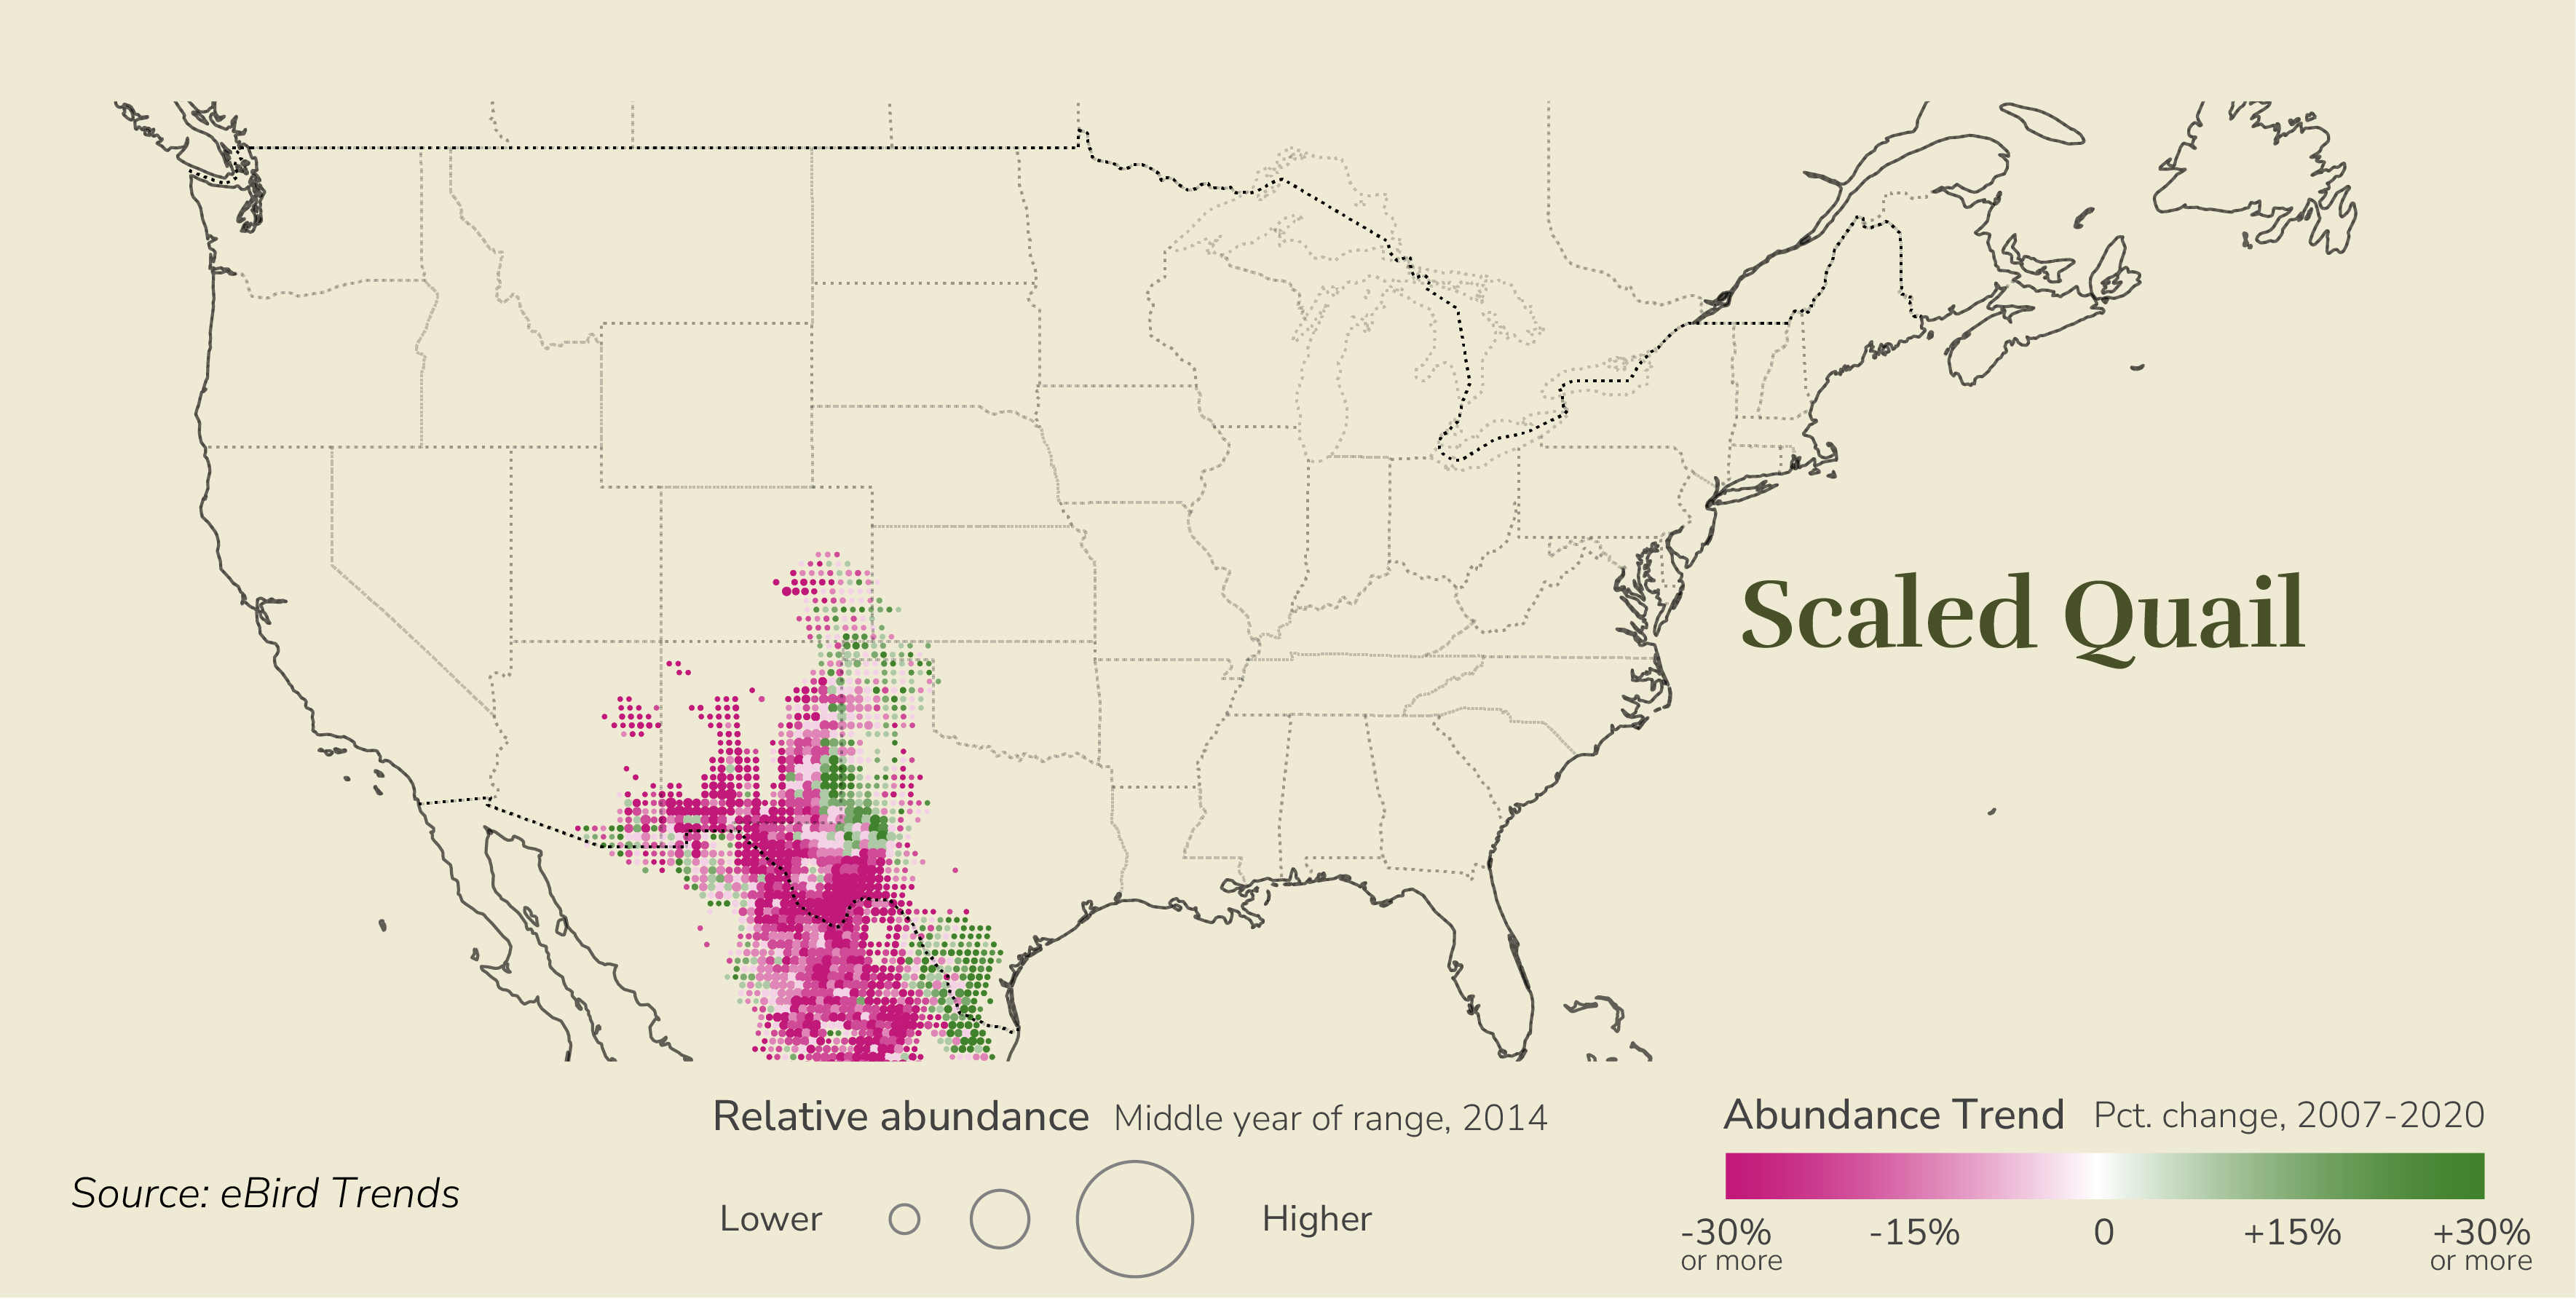 Scaled Quail
Relative abundance Middle year of range, 2014
Abundance Trend Pct. change, 2007-2020
Source: eBird Trends
Lower Higher
-30% -15% 0 +15% +30%
or more or more